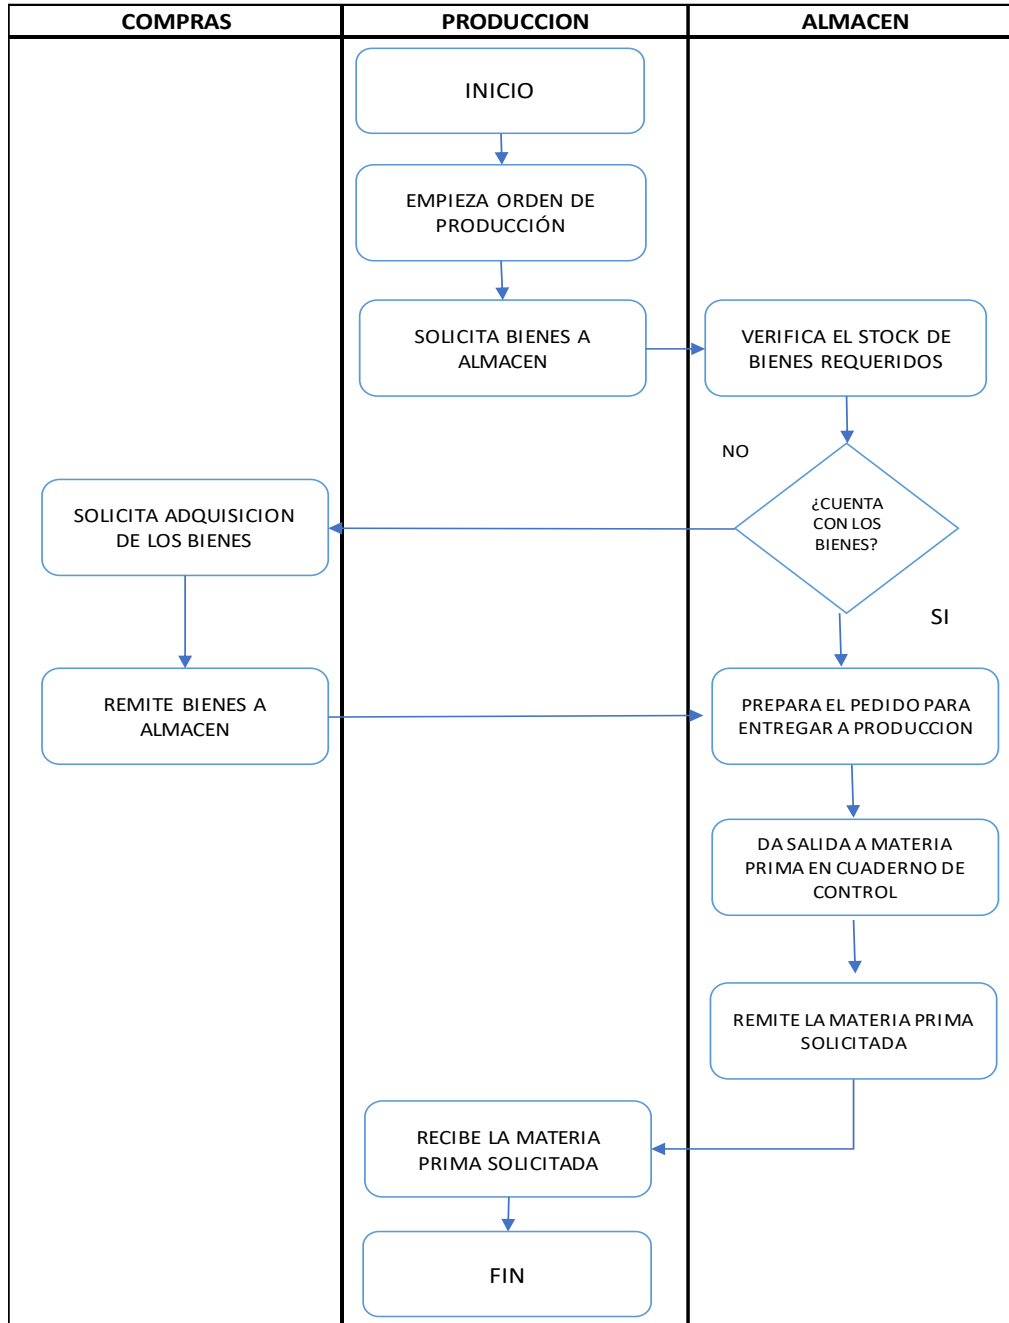 COMPRAS
PRODUCCION
ALMACEN
INICIO
EMPIEZA ORDEN DE
PRODUCCIÓN
SOLICITA BIENES A
ALMACEN
VERIFICA EL STOCK DE
BIENES REQUERIDOS
NO
¿CUENTA
CON LOS
BIENES?
SOLICITA ADQUISICION
DE LOS BIENES
SI
REMITE BIENES A
ALMACEN
PREPARA EL PEDIDO PARA
ENTREGAR A PRODUCCION
DA SALIDA A MATERIA
PRIMA EN CUADERNO DE
CONTROL
REMITE LA MATERIA PRIMA
SOLICITADA
RECIBE LA MATERIA
PRIMA SOLICITADA
FIN